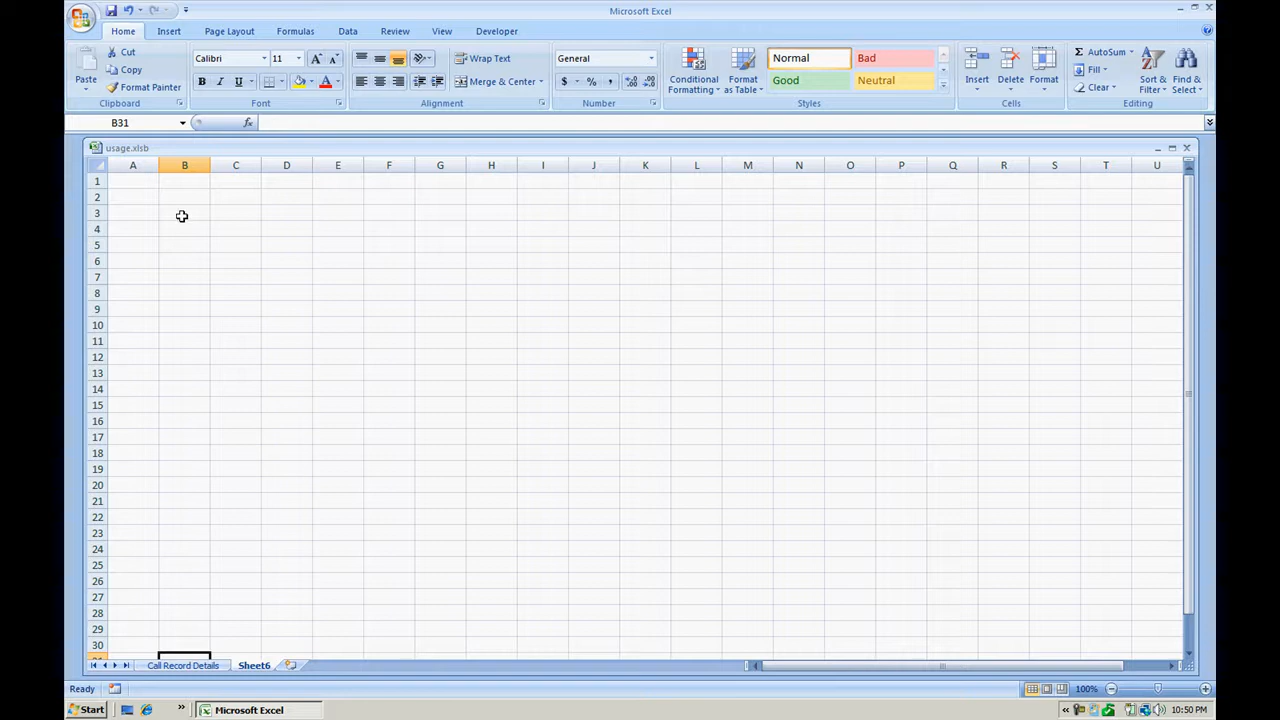 Microsoft Excel
Home Insert Page Layout Formulas Data Review View Developer
Cut
Copy
Format Painter
Paste
Clipboard
Calibri 11
B I U
Font
Wrap Text
Merge & Center
Alignment
General
$ % ,
Number
Conditional Formatting
Format as Table
Normal Bad
Good Neutral
Styles
Insert Delete Format
Cells
AutoSum
Fill
Clear
Sort & Filter
Find & Select
Editing
B31 fx
usage.xlsb
A B C D E F G H I J K L M N O P Q R S T U
1
2
3
4
5
6
7
8
9
10
11
12
13
14
15
16
17
18
19
20
21
22
23
24
25
26
27
28
29
30
Call Record Details Sheet6
Ready 100%
Start Microsoft Excel 10:50 PM